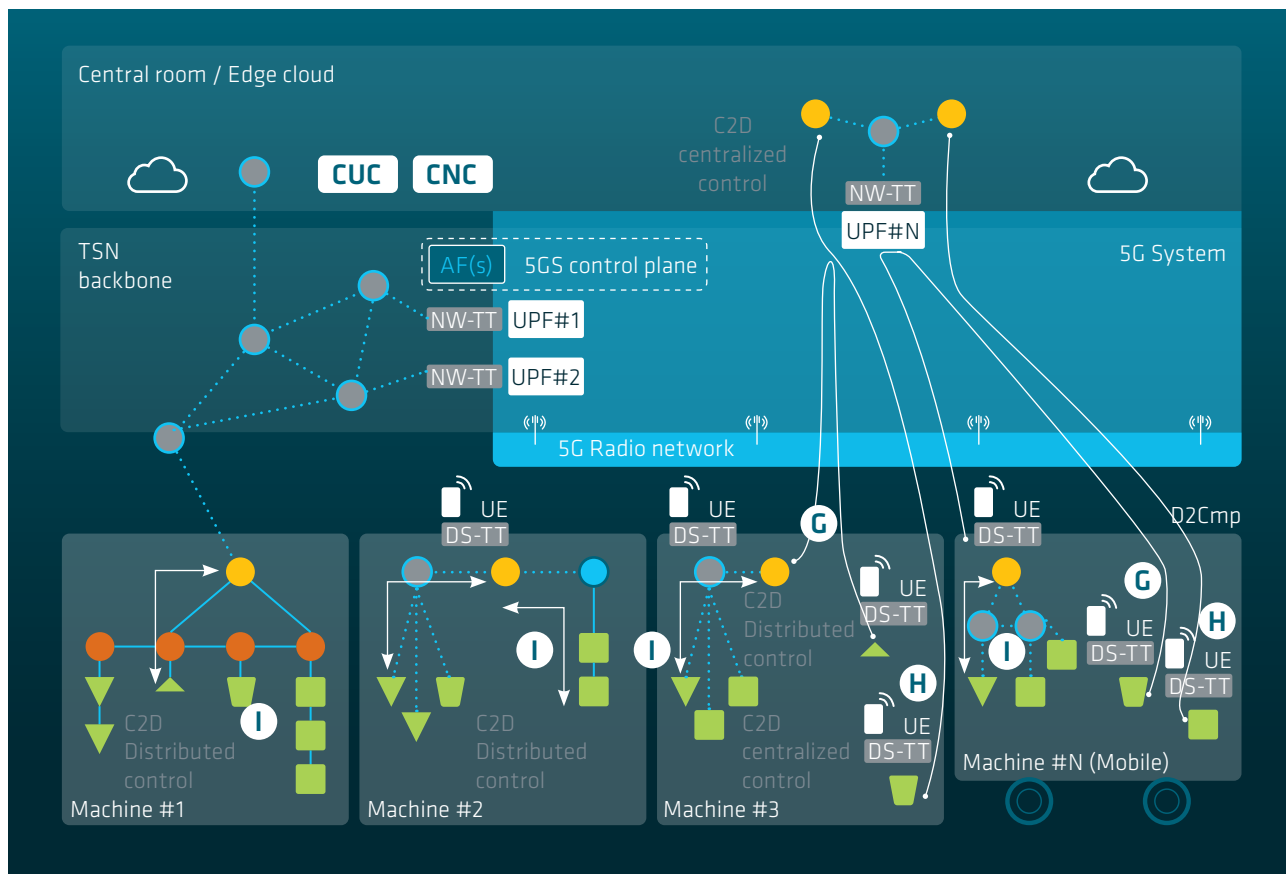 Central room / Edge cloud
C2D
centralized
control
CUC
CNC
NW-TT
UPF#N
TSN
backbone
AF(s)
5GS control plane
5G System
NW-TT
UPF#1
NW-TT
UPF#2
5G Radio network
UE
DS-TT
UE
DS-TT
G
UE
DS-TT
D2Cmp
I
C2D
Distributed
control
Machine #1
I
C2D
Distributed
control
Machine #2
I
UE
DS-TT
C2D
Distributed
control
H
UE
DS-TT
C2D
centralized
control
Machine #3
G
I
UE
DS-TT
H
UE
DS-TT
Machine #N (Mobile)